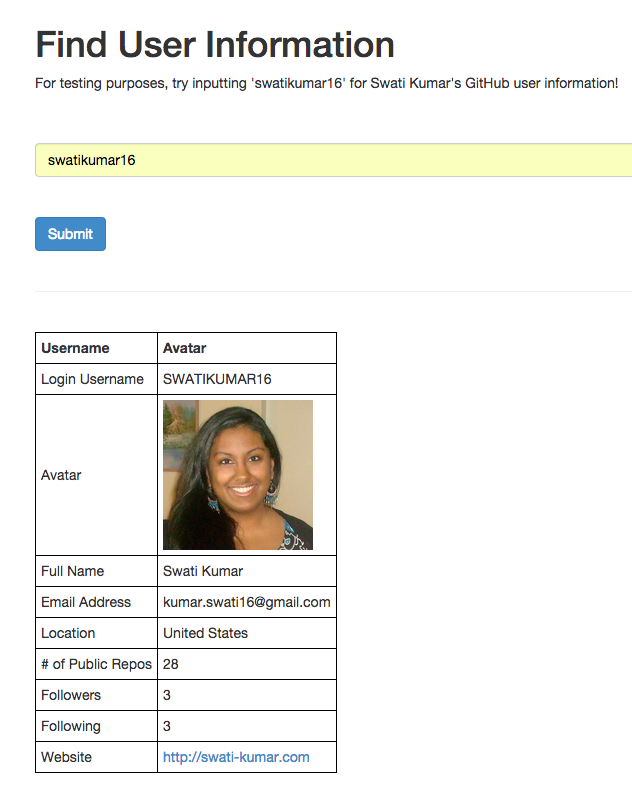 Find User Information
For testing purposes, try inputting 'swatikumar16' for Swati Kumar's GitHub user information!
swatikumar16
Submit
Username Avatar
Login Username SWATIKUMAR16
Avatar
Full Name Swati Kumar
Email Address kumar.swati16@gmail.com
Location United States
# of Public Repos 28
Followers 3
Following 3
Website http://swati-kumar.com